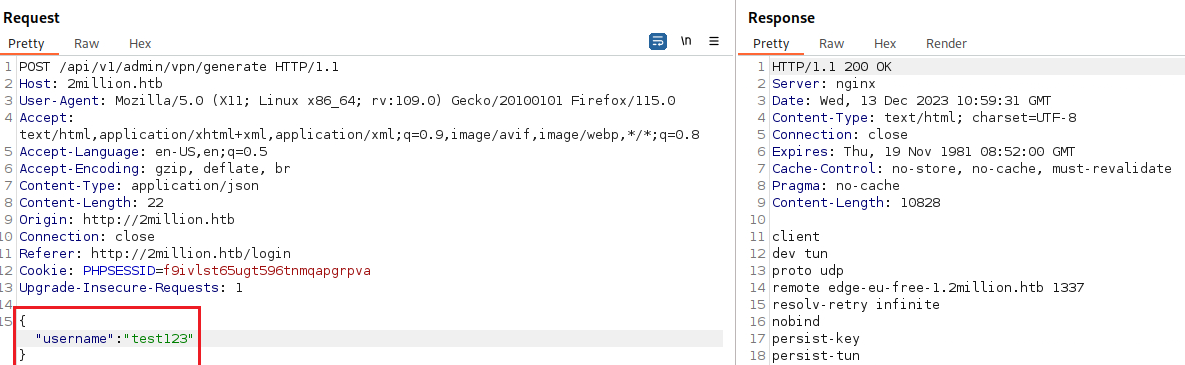 Request
Pretty Raw Hex
\n
1 POST /api/v1/admin/vpn/generate HTTP/1.1
2 Host: 2million.htb
3 User-Agent: Mozilla/5.0 (X11; Linux x86_64; rv:109.0) Gecko/20100101 Firefox/115.0
4 Accept:
text/html,application/xhtml+xml,application/xml;q=0.9,image/avif,image/webp,*/*;q=0.8
5 Accept-Language: en-US,en;q=0.5
6 Accept-Encoding: gzip, deflate, br
7 Content-Type: application/json
8 Content-Length: 22
9 Origin: http://2million.htb
10 Connection: close
11 Referer: http://2million.htb/login
12 Cookie: PHPSESSID=f9ivlst65ugt596tnmqapgrpva
13 Upgrade-Insecure-Requests: 1
14
15 {
"username":"test123"
}
Response
Pretty Raw Hex Render
1 HTTP/1.1 200 OK
2 Server: nginx
3 Date: Wed, 13 Dec 2023 10:59:31 GMT
4 Content-Type: text/html; charset=UTF-8
5 Connection: close
6 Expires: Thu, 19 Nov 1981 08:52:00 GMT
7 Cache-Control: no-store, no-cache, must-revalidate
8 Pragma: no-cache
9 Content-Length: 10828
10
11 client
12 dev tun
13 proto udp
14 remote edge-eu-free-1.2million.htb 1337
15 resolv-retry infinite
16 nobind
17 persist-key
18 persist-tun